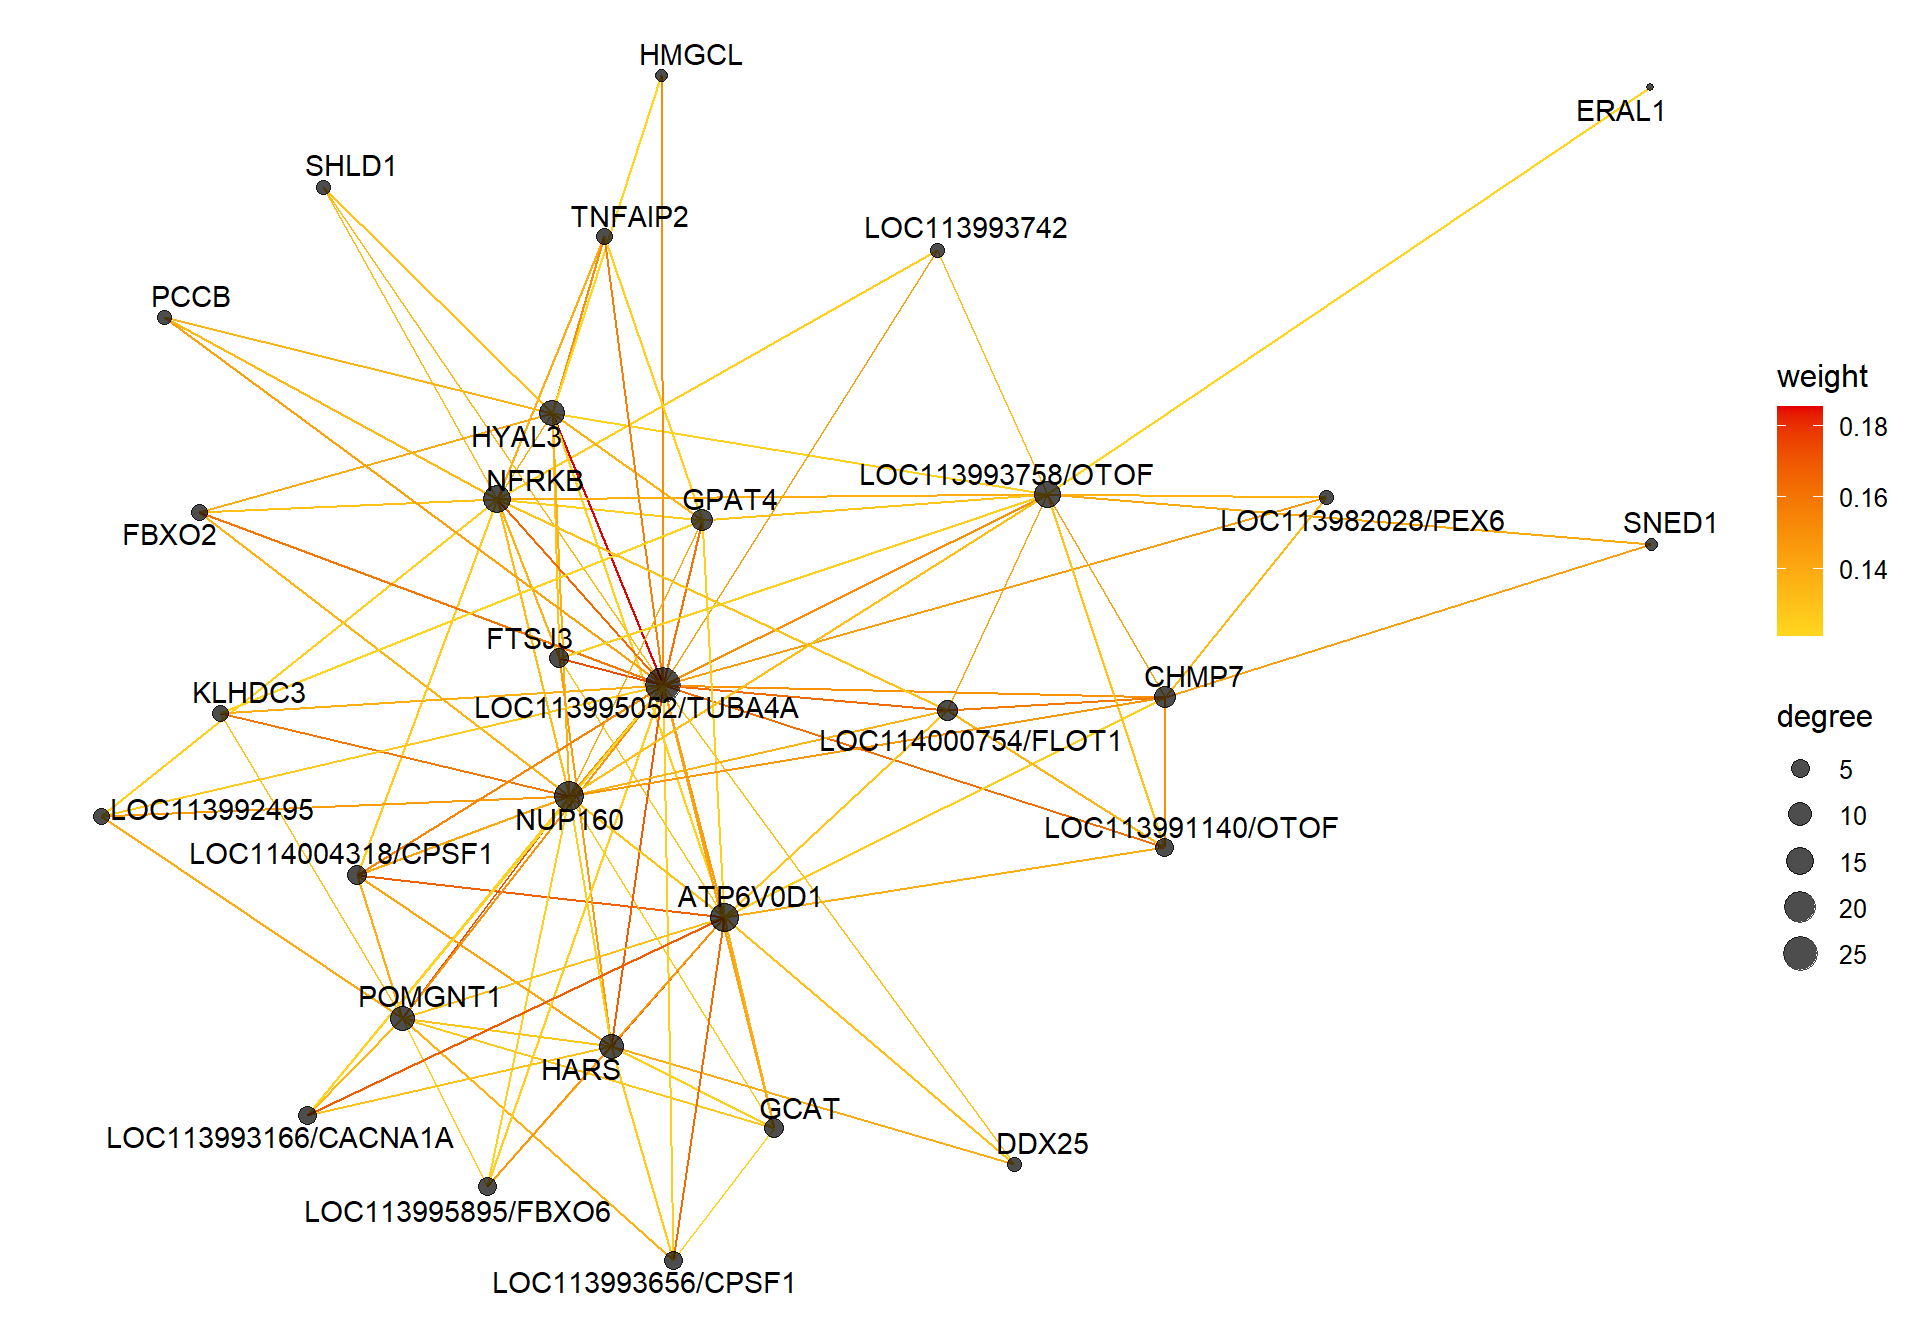 HMGCL
ERAL1
SHLD1
TNFAIP2
LOC113993742
PCCB
weight
0.18
HYAL3
NFRKB
LOC113993758/OTOF
GPAT4
0.16
LOC113982028/PEX6
SNED1
FBXO2
0.14
FTSJ3
CHMP7
KLHDC3
LOC113995052/TUBA4A
degree
LOC114000754/FLOT1
5
LOC113992495
10
NUP160
LOC113991140/OTOF
LOC114004318/CPSF1
15
ATP6V0D1
20
25
POMGNT1
HARS
GCAT
LOC113993166/CACNA1A
DDX25
LOC113995895/FBXO6
LOC113993656/CPSF1